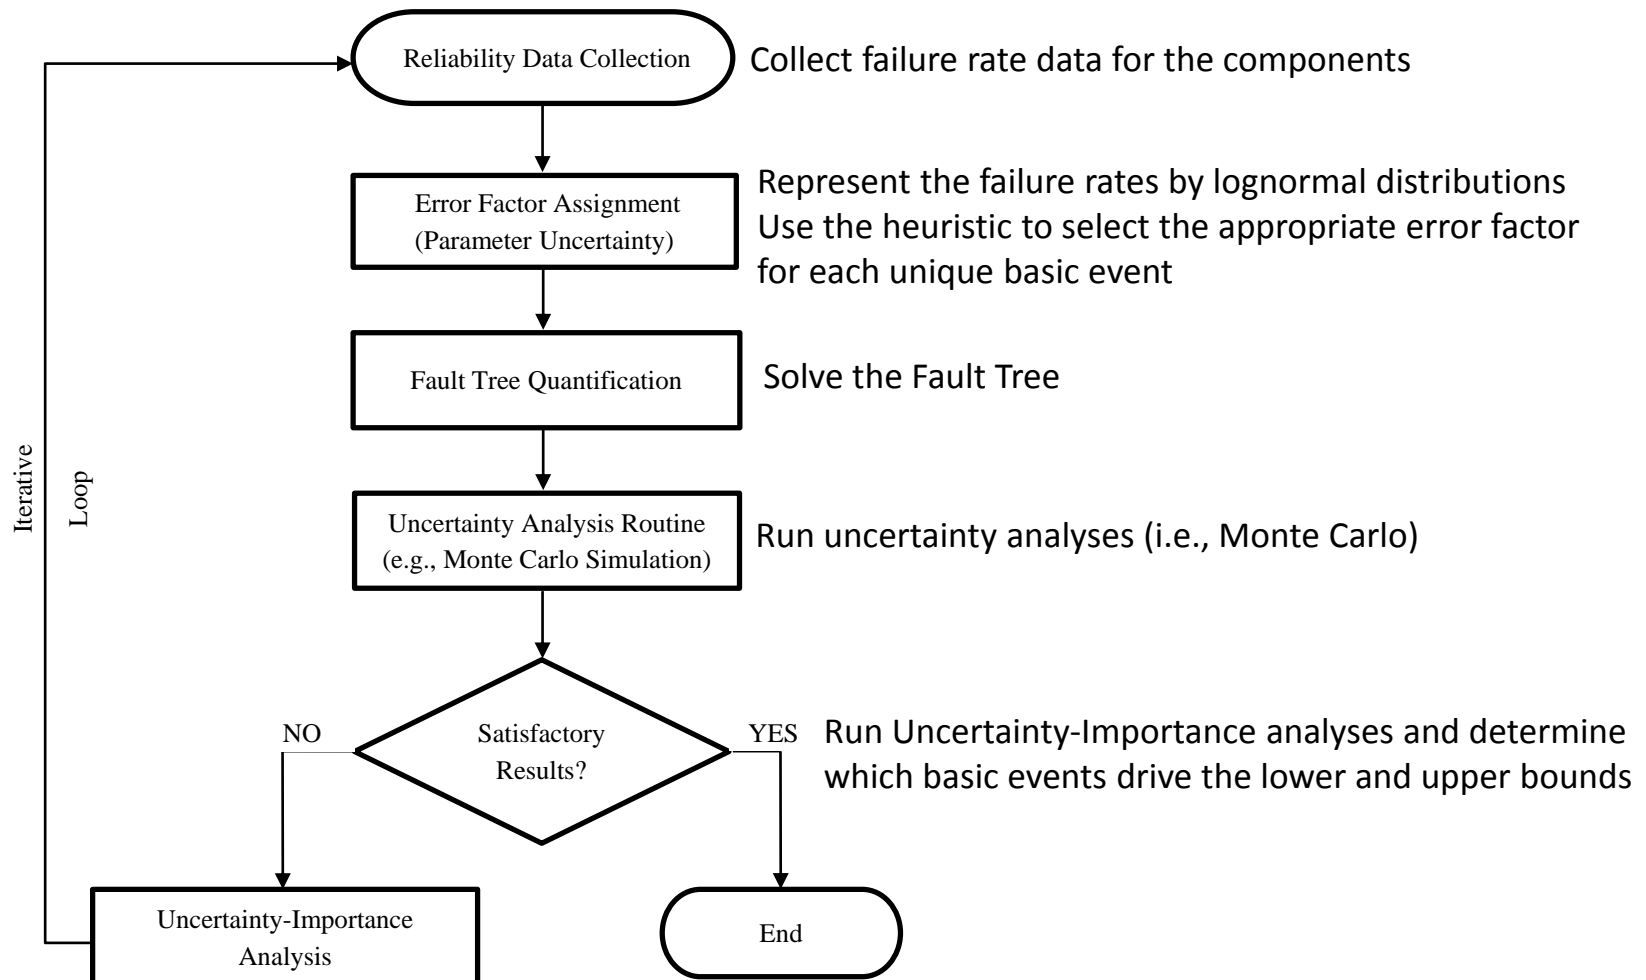 Reliability Data Collection
Collect failure rate data for the components
Error Factor Assignment
(Parameter Uncertainty)
Represent the failure rates by lognormal distributions
Use the heuristic to select the appropriate error factor
for each unique basic event
Fault Tree Quantification
Solve the Fault Tree
Iterative
Loop
Uncertainty Analysis Routine
(e.g., Monte Carlo Simulation)
Run uncertainty analyses (i.e., Monte Carlo)
NO
Satisfactory
Results?
YES
Run Uncertainty-Importance analyses and determine
which basic events drive the lower and upper bounds
Uncertainty-Importance
Analysis
End